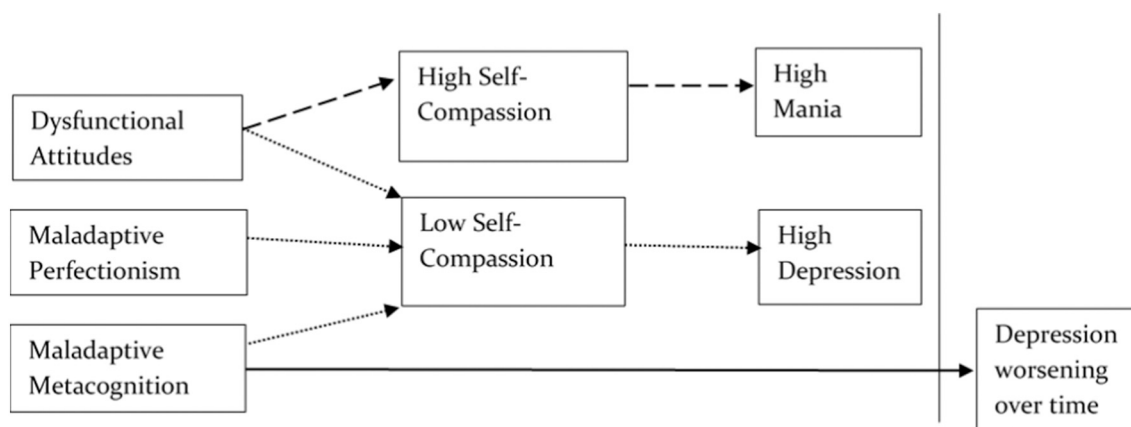 High Self-
Compassion
High
Mania
Dysfunctional
Attitudes
Low Self-
Compassion
High
Depression
Maladaptive
Perfectionism
Maladaptive
Metacognition
Depression
worsening
over time